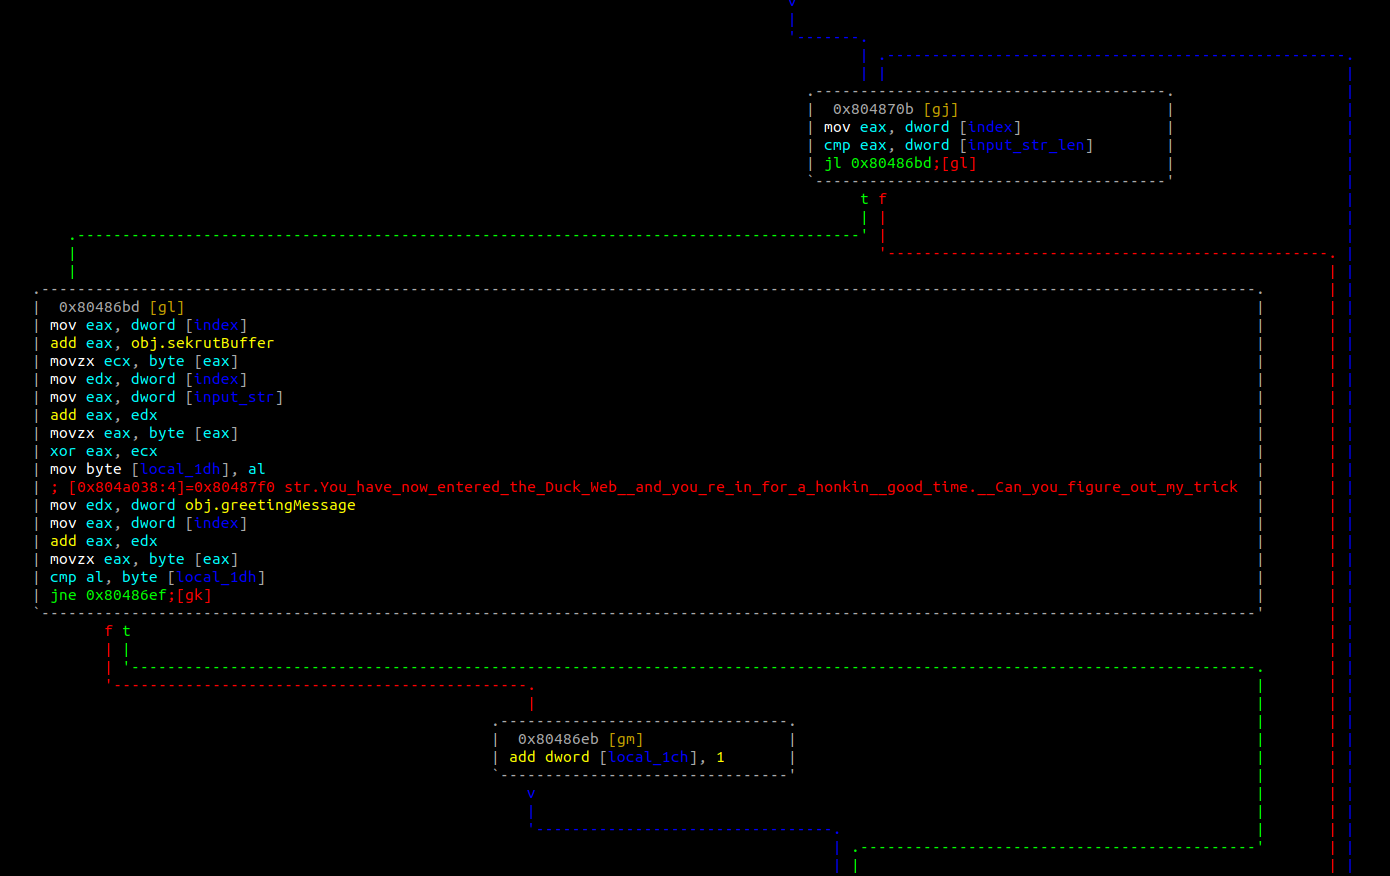 0x804870b [gj]
mov eax, dword [index]
cmp eax, dword [input_str_len]
jl 0x80486bd;[gl]
t f
0x80486bd [gl]
mov eax, dword [index]
add eax, obj.sekrutBuffer
movzx ecx, byte [eax]
mov edx, dword [index]
mov eax, dword [input_str]
add eax, edx
movzx eax, byte [eax]
xor eax, ecx
mov byte [local_1dh], al
; [0x804a038:4]=0x80487f0 str.You_have_now_entered_the_Duck_Web__and_you_re_in_for_a_honkin__good_time.__Can_you_figure_out_my_trick
mov edx, dword obj.greetingMessage
mov eax, dword [index]
add eax, edx
movzx eax, byte [eax]
cmp al, byte [local_1dh]
jne 0x80486ef;[gk]
f t
0x80486eb [gm]
add dword [local_1ch], 1
v